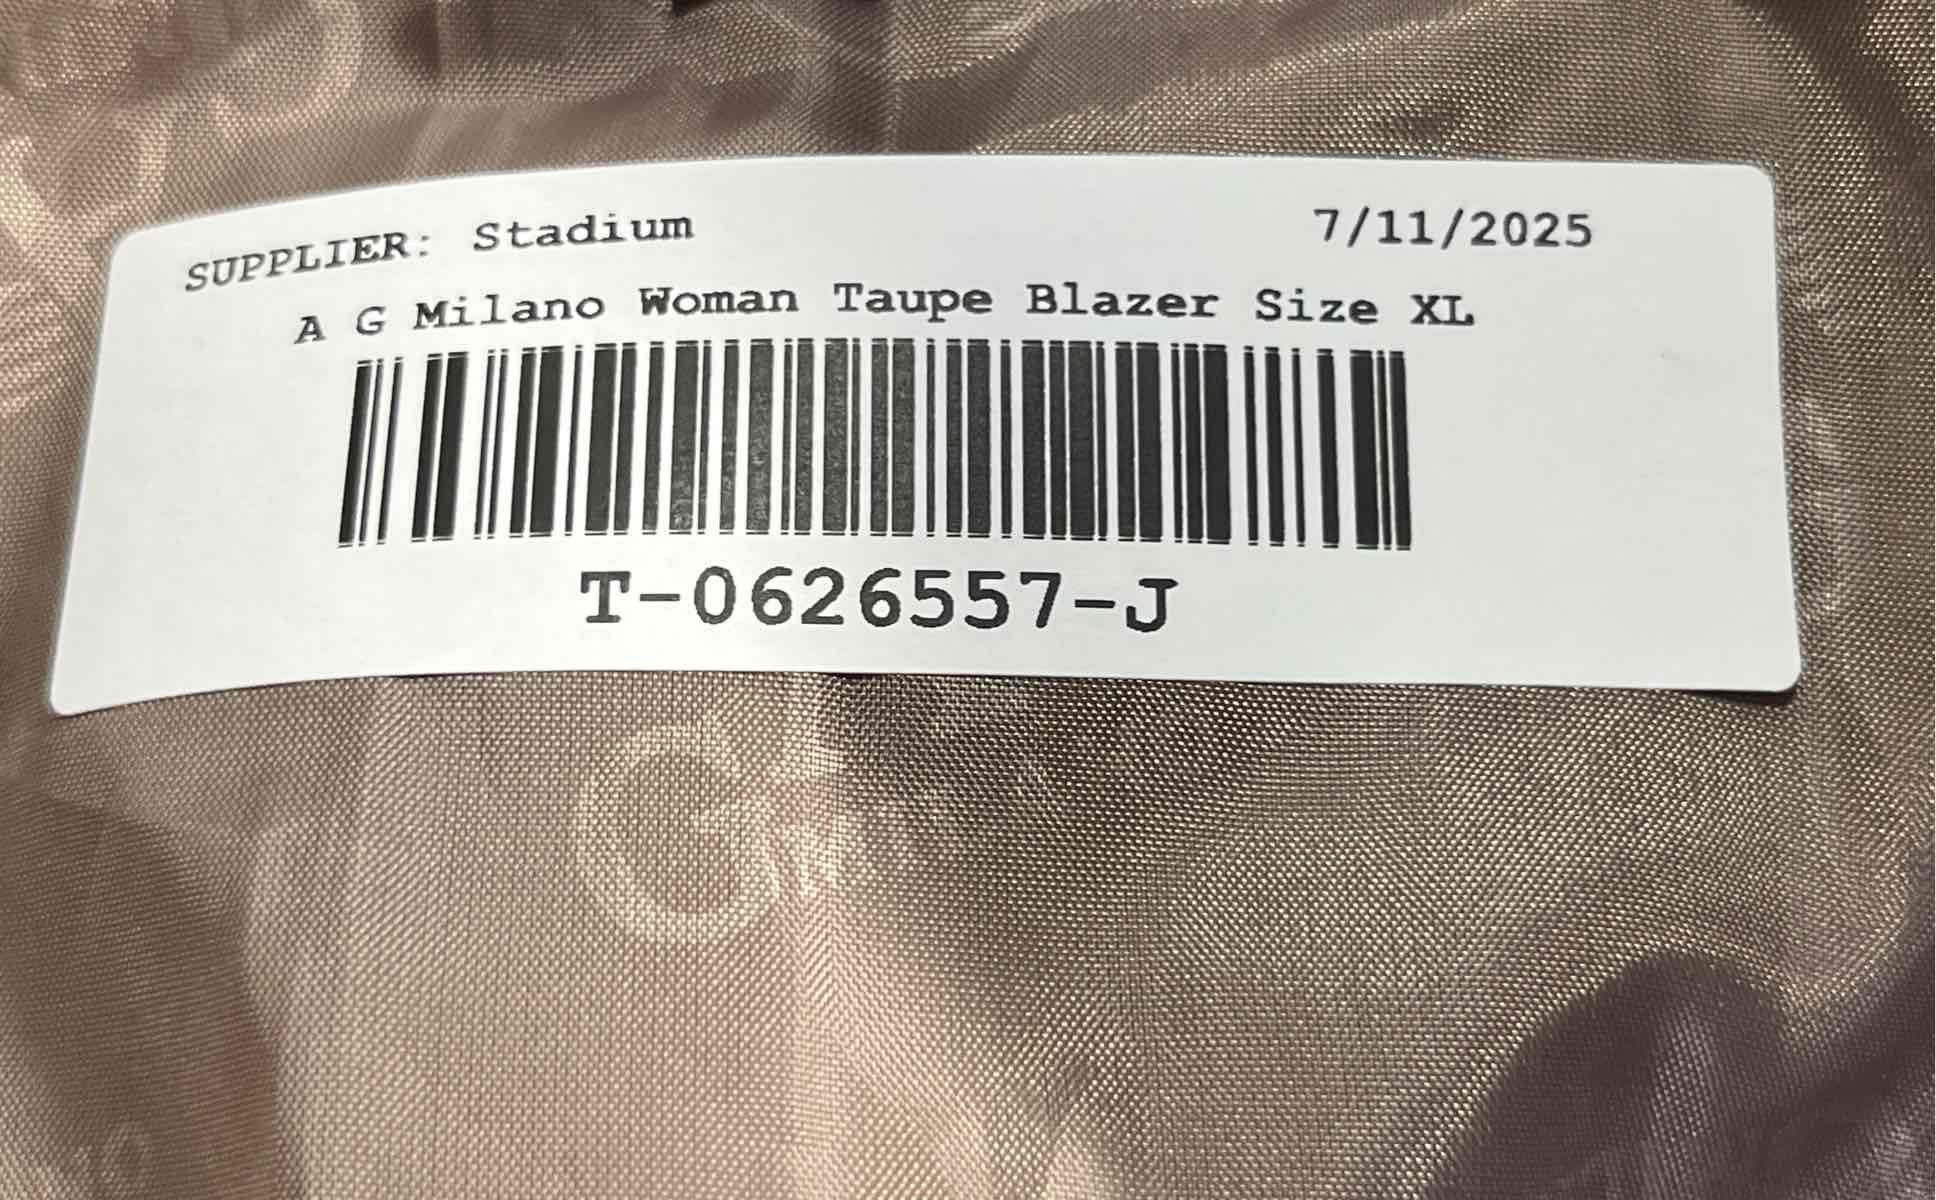 SUPPLIER: Stadium 7/11/2025
A G Milano Woman Taupe Blazer Size XL
T-0626557-J